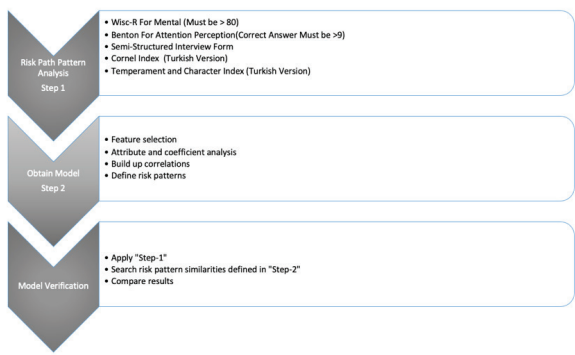 Risk Path Pattern
Analysis
Step 1
• Wisc-R For Mental (Must be > 80)
• Benton For Attention Perception(Correct Answer Must be >9)
• Semi-Structured Interview Form
• Cornel Index  (Turkish Version)
• Temperament and Character Index (Turkish Version)
Obtain Model
Step 2
• Feature selection
• Attribute and coefficient analysis
• Build up correlations
• Define risk patterns
Model Verification
• Apply "Step-1"
• Search risk pattern similarities defined in "Step-2"
• Compare results